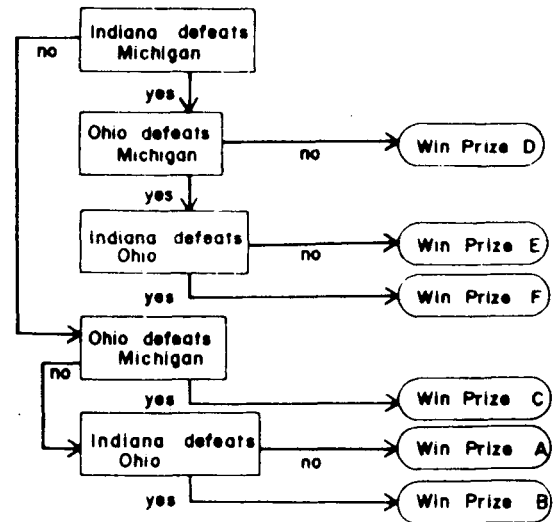 Indiana defeats
Michigan
no
yes
Ohio defeats
Michigan
no
Win Prize D
yes
Indiana defeats
Ohio
no
Win Prize E
yes
Win Prize F
Ohio defeats
Michigan
no
yes
Win Prize C
Indiana defeats
Ohio
no
Win Prize A
yes
Win Prize B